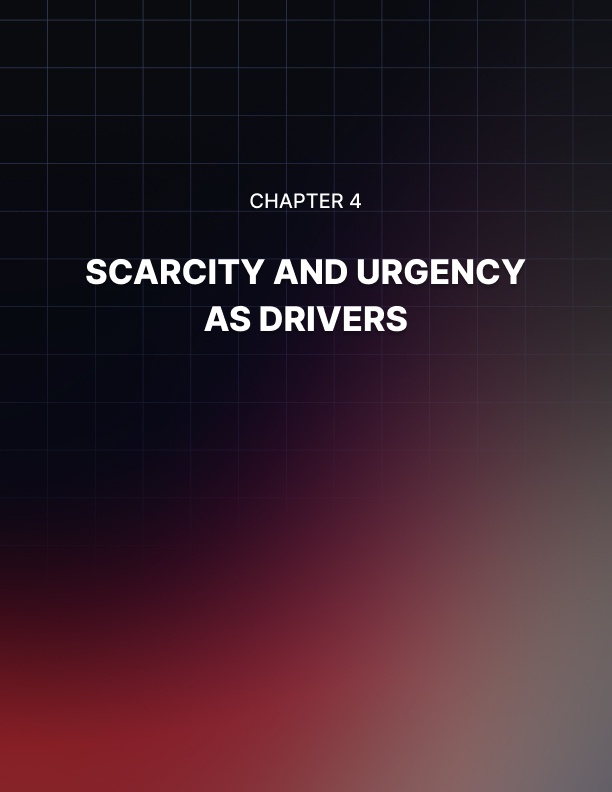 CHAPTER 4
SCARCITY AND URGENCY
AS DRIVERS